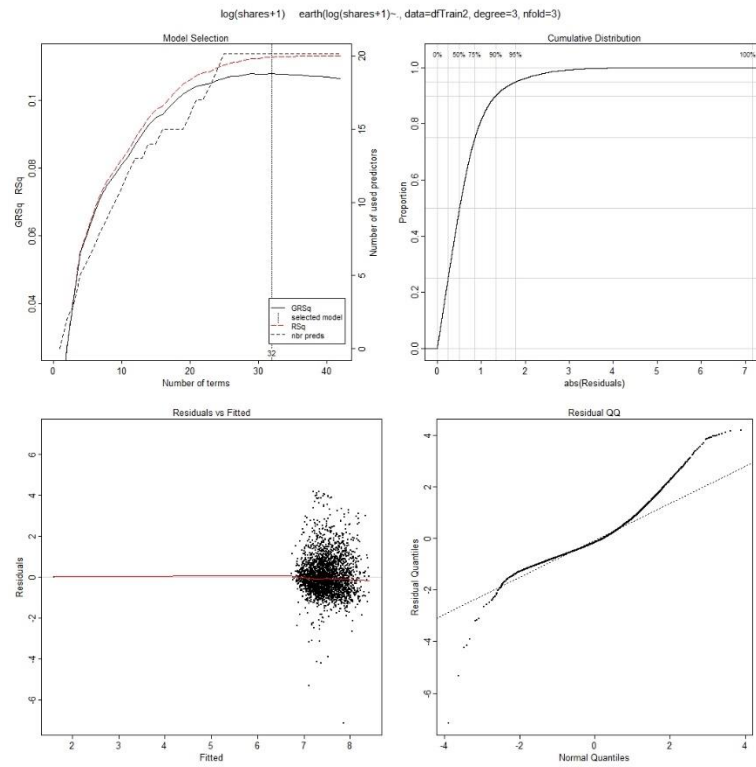 log(shares+1) earth(log(shares+1)~., data=dfTrain2, degree=3, nfold=3)
Model Selection
GRSq RSq
0.04 0.06 0.08 0.1
0 5 10 15 20
Number of used predictors
GRSq
selected model
RSq
nbr preds
32
0 10 20 30 40
Number of terms
Cumulative Distribution
0% 50% 75% 90% 95% 100%
Proportion
0.0 0.2 0.4 0.6 0.8 1.0
0 1 2 3 4 5 6 7
abs(Residuals)
Residuals vs Fitted
Residuals
-6 -4 -2 0 2 4 6
2 3 4 5 6 7 8
Fitted
Residual QQ
Residual Quantiles
-6 -4 -2 0 2 4
-4 -2 0 2 4
Normal Quantiles